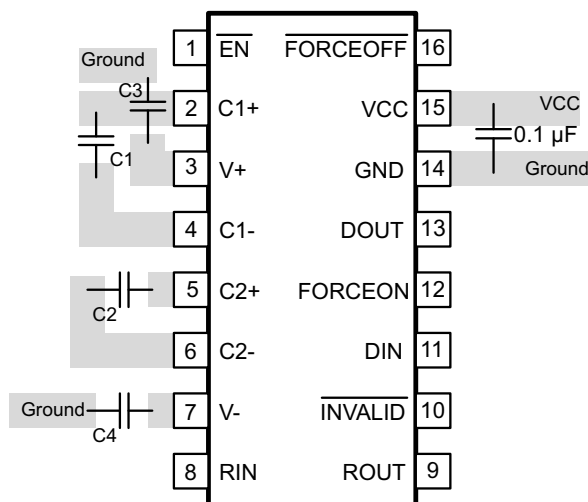 1 EN FORCEOFF 16
Ground
C3
2 C1+ VCC 15 VCC
C1 0.1 µF
3 V+ GND 14 Ground
4 C1- DOUT 13
5 C2+ FORCEON 12
C2
6 C2- DIN 11
Ground 7 V- INVALID 10
C4
8 RIN ROUT 9